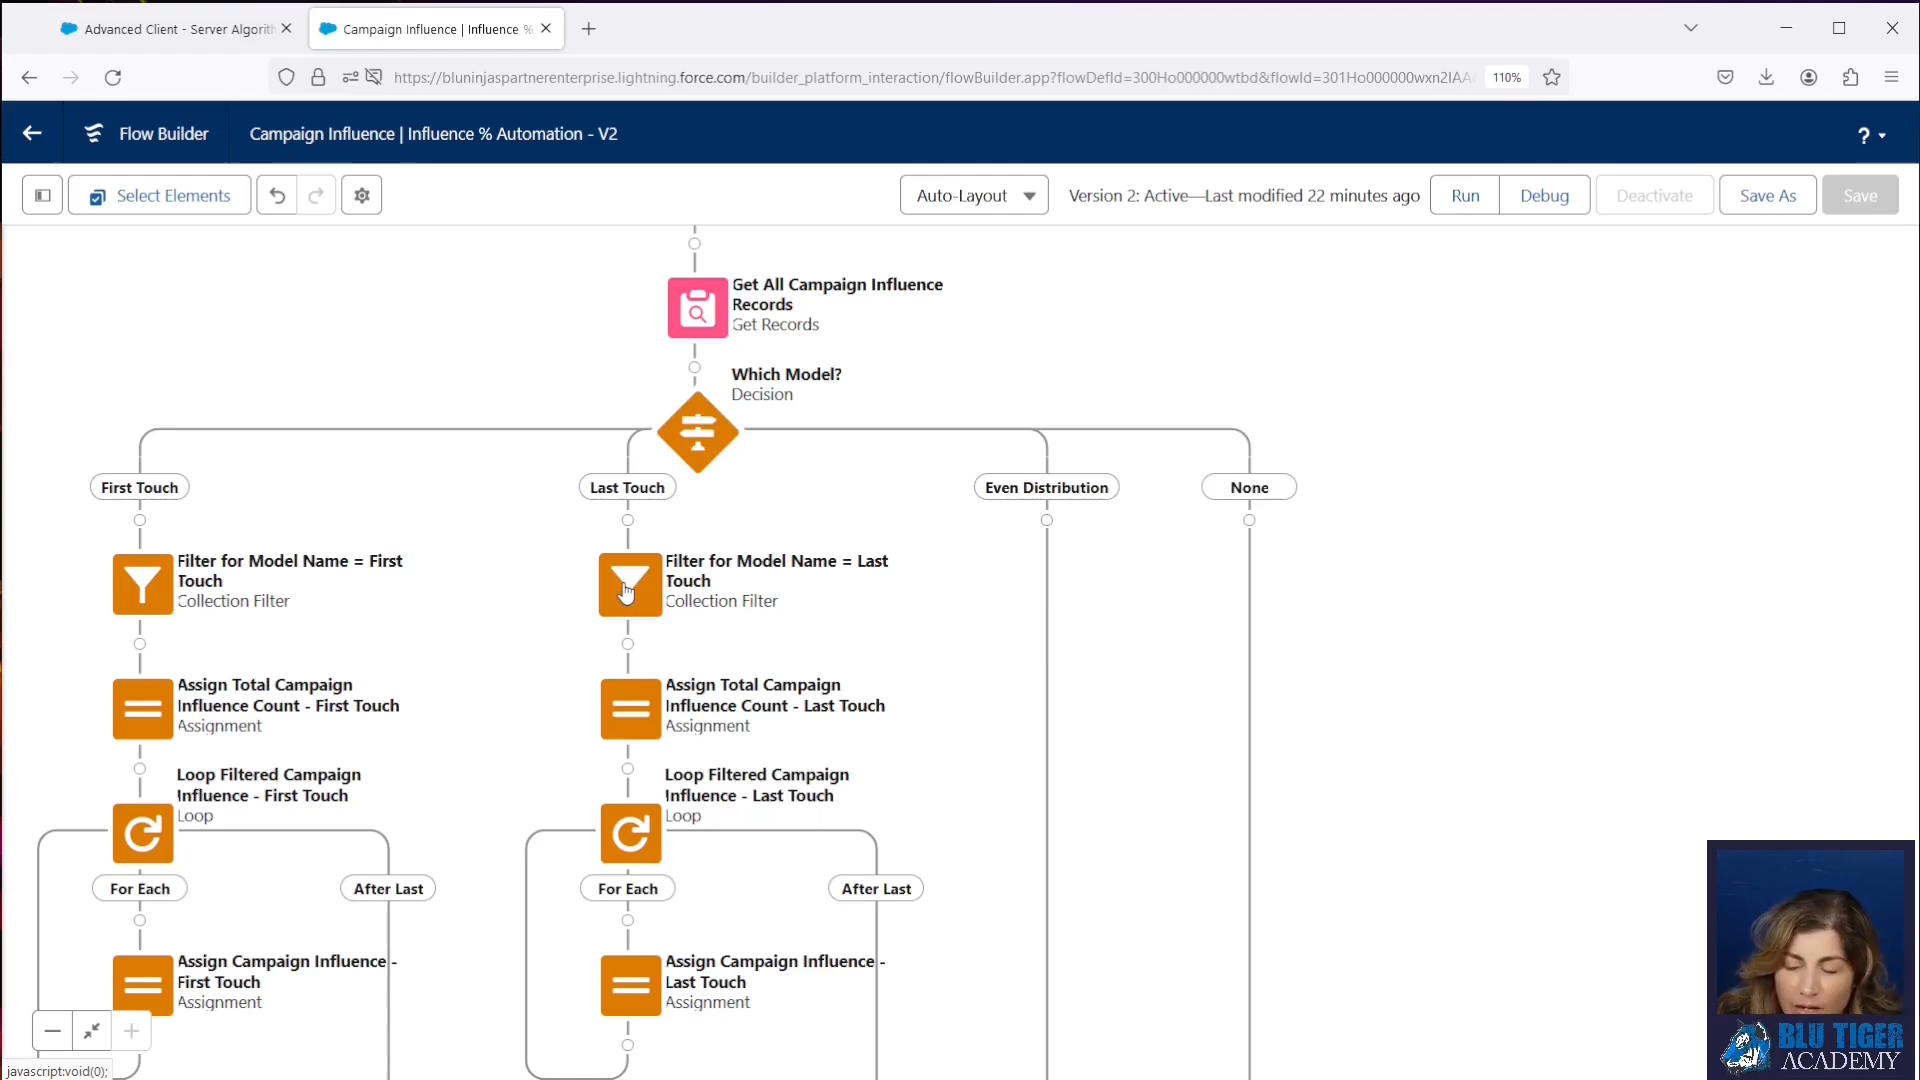 Advanced Client - Server Algorith
Campaign Influence | Influence %
https://bluninjaspartnerenterprise.lightning.force.com/builder_platform_interaction/flowBuilder.app?flowDefId=300Ho000000wtbd&flowId=301Ho000000wxn2IAA
110%
Flow Builder
Campaign Influence | Influence % Automation - V2
?
Select Elements
Auto-Layout
Version 2: Active—Last modified 22 minutes ago
Run
Debug
Deactivate
Save As
Save
Get All Campaign Influence
Records
Get Records
Which Model?
Decision
First Touch
Last Touch
Even Distribution
None
Filter for Model Name = First
Touch
Collection Filter
Filter for Model Name = Last
Touch
Collection Filter
Assign Total Campaign
Influence Count - First Touch
Assignment
Assign Total Campaign
Influence Count - Last Touch
Assignment
Loop Filtered Campaign
Influence - First Touch
Loop
Loop Filtered Campaign
Influence - Last Touch
Loop
For Each
After Last
For Each
After Last
Assign Campaign Influence -
First Touch
Assignment
Assign Campaign Influence -
Last Touch
Assignment
javascript:void(0);
BLU TIGER
ACADEMY